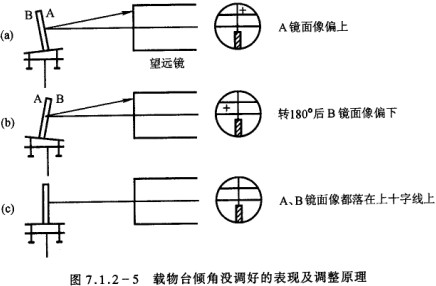 (a)
B A
望远镜
A镜面像偏上
(b)
A B
转180°后B镜面像偏下
(c)
A、B镜面像都落在上十字线上
图 7.1.2-5 载物台倾角没调好的表现及调整原理